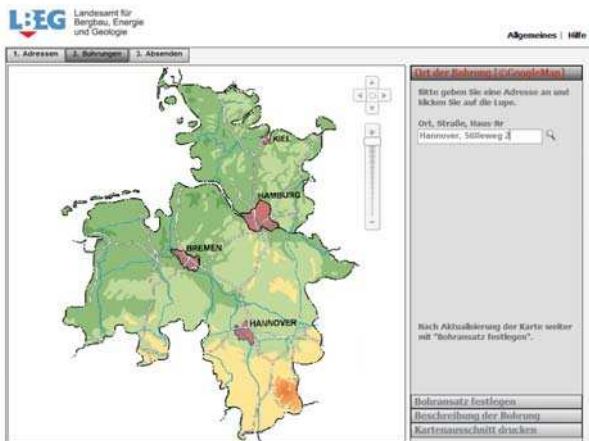 LBEG Landesamt für
Bergbau, Energie
und Geologie
Allgemeines | Hilfe
1. Adressen 2. Bohrungen 3. Absenden
Ort der Bohrung (©GoogleMap)
Bitte geben Sie eine Adresse an und
klicken Sie auf die Lupe.
Ort, Straße, Haus-Nr
Hannover, Stilleweg 2
KIEL
HAMBURG
BREMEN
HANNOVER
Nach Aktualisierung der Karte weiter
mit "Bohransatz festlegen".
Bohransatz festlegen
Beschreibung der Bohrung
Kartenausschnitt drucken